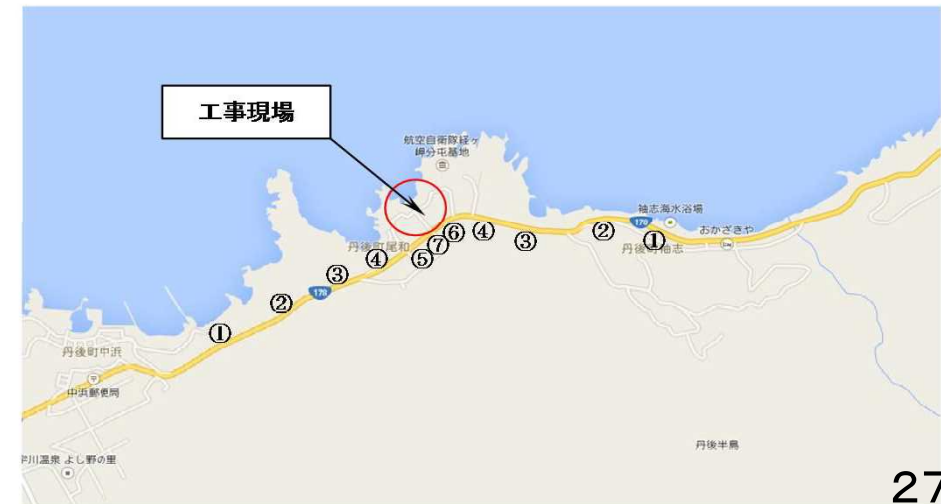 工事現場
航空自衛隊経ヶ
岬分屯基地
袖志海水浴場
178
おかざきや
①
②
③
④
⑥
丹後町袖志
丹後町尾和
⑦
⑤
④
③
178
②
①
丹後町中浜
中浜郵便局
丹後半島
宇川温泉 よし野の里
27